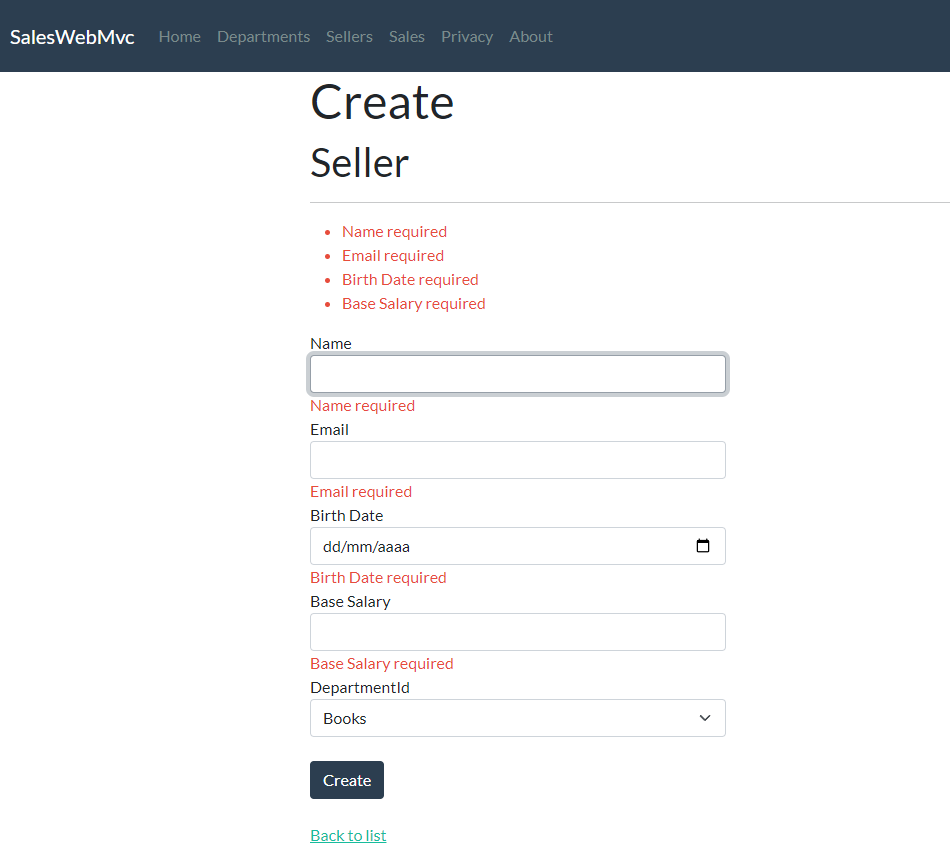 SalesWebMvc Home Departments Sellers Sales Privacy About
Create
Seller
Name required
Email required
Birth Date required
Base Salary required
Name
Name required
Email
Email required
Birth Date
dd/mm/aaaa
Birth Date required
Base Salary
Base Salary required
DepartmentId
Books
Create
Back to list